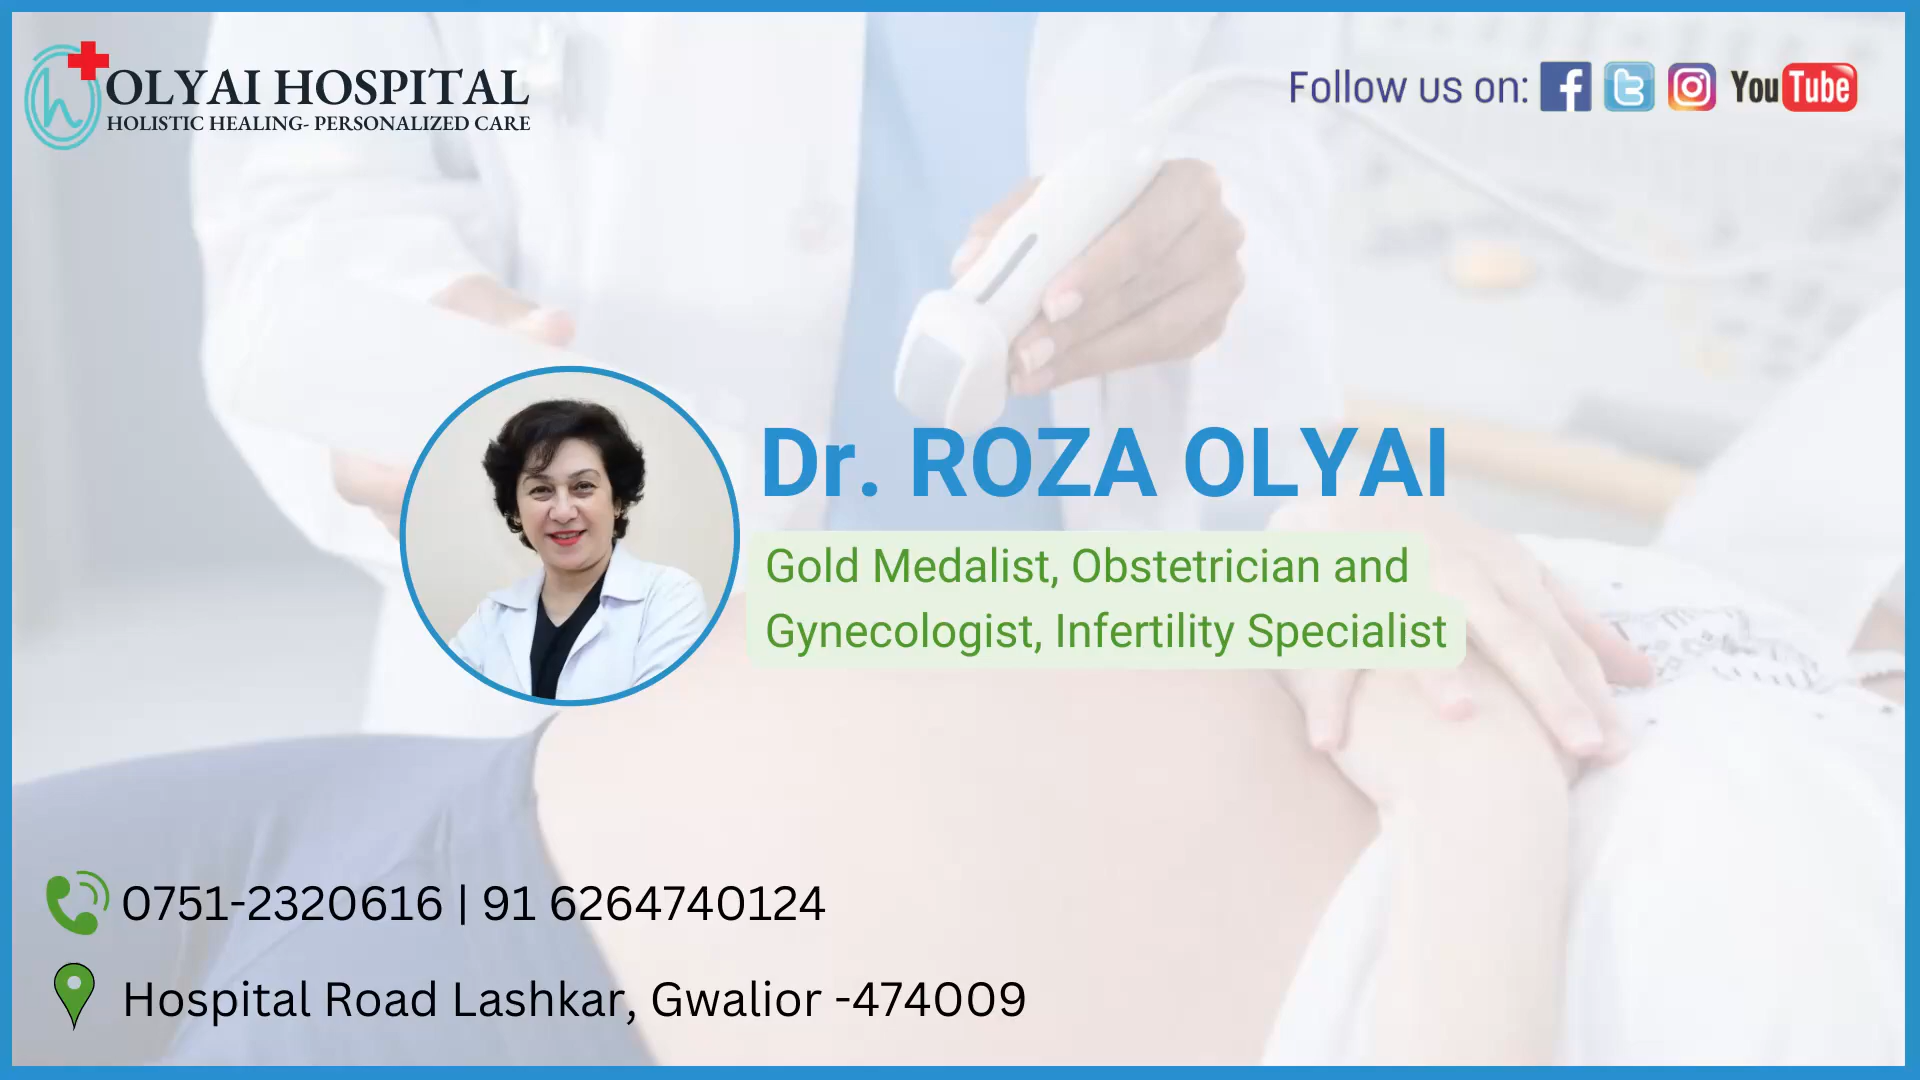 OLYAI HOSPITAL
HOLISTIC HEALING- PERSONALIZED CARE
Follow us on: f t You Tube
Dr. ROZA OLYAI
Gold Medalist, Obstetrician and
Gynecologist, Infertility Specialist
0751-2320616 | 91 6264740124
Hospital Road Lashkar, Gwalior -474009